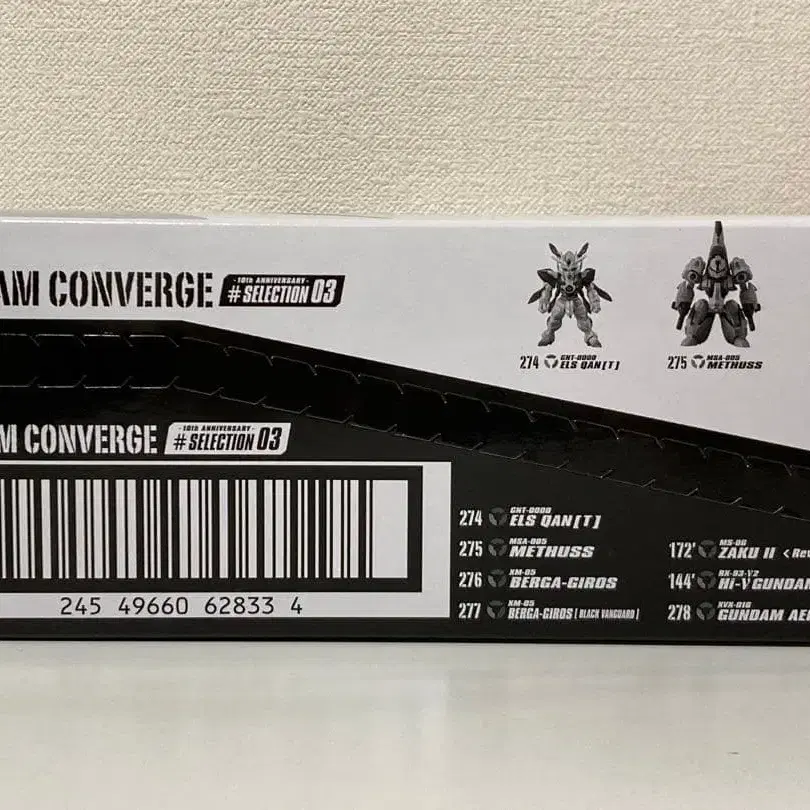 AM CONVERGE
- 10th ANNIVERSARY -
#SELECTION 03
274 GNT-0000
ELS QAN[T]
275 MSA-005
METHUSS
M CONVERGE
- 10th ANNIVERSARY -
#SELECTION 03
245 49660 62833 4
274 GNT-0000
ELS QAN[T]
275 MSA-005
METHUSS
276 XM-05
BERGA-GIROS
277 XM-05
BERGA-GIROS [BLACK VANGUARD]
172' MS-06
ZAKU II <Rev
144' RX-93-ν2
Hi-νGUNDAM
278 XVX-016
GUNDAM AE